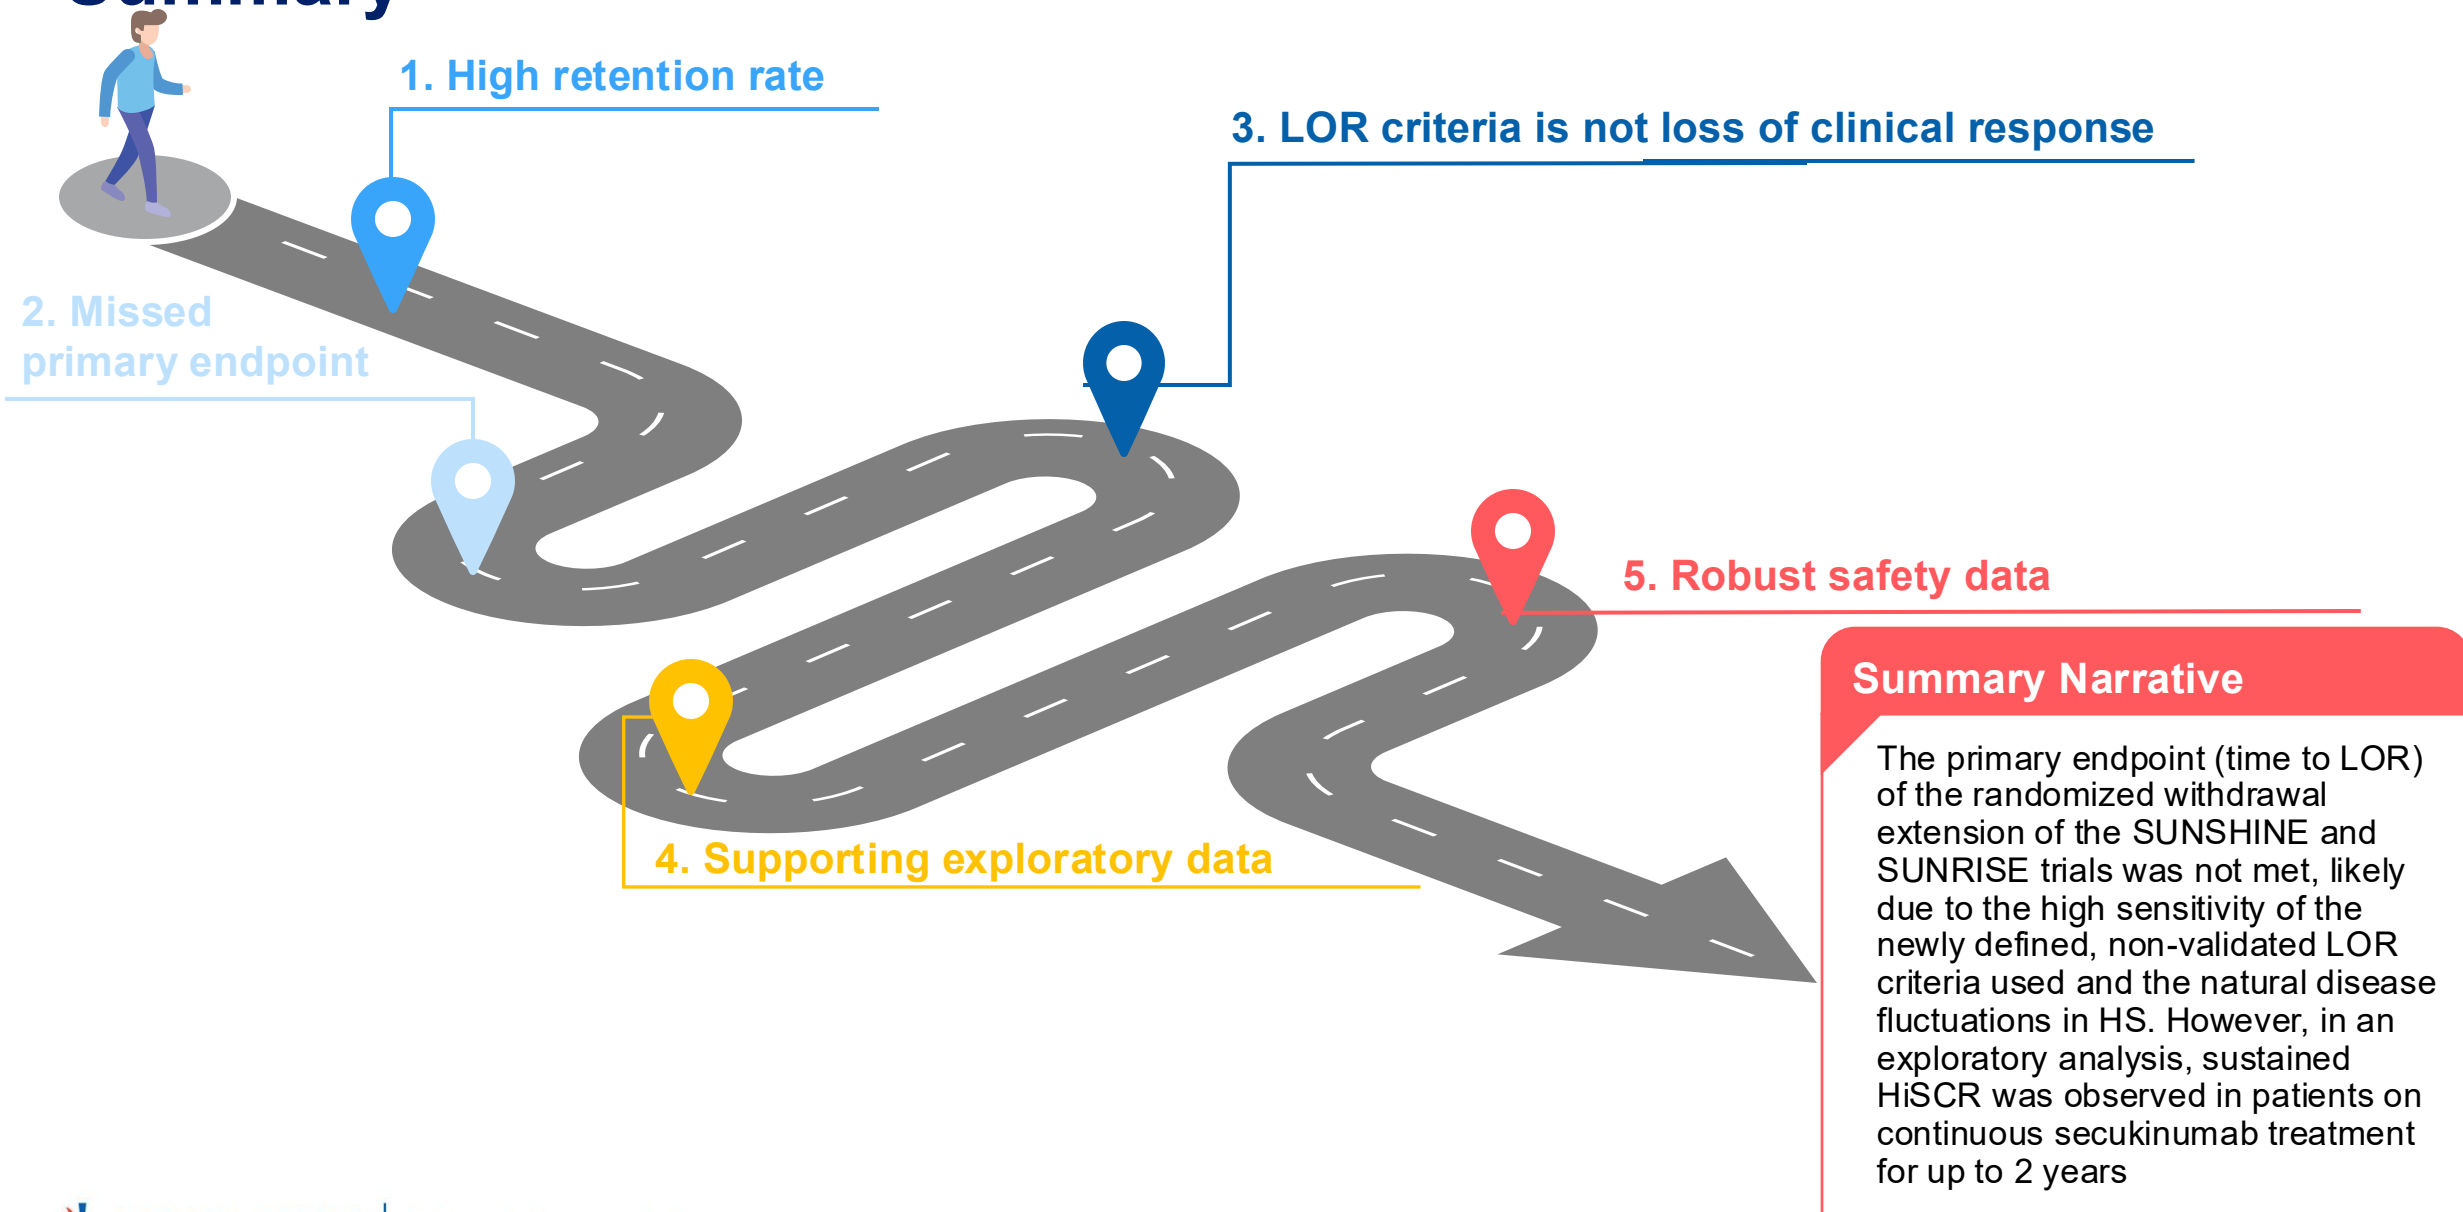 Summary
1. High retention rate
3. LOR criteria is not loss of clinical response
2. Missed
primary endpoint
5. Robust safety data
4. Supporting exploratory data
Summary Narrative
The primary endpoint (time to LOR)
of the randomized withdrawal
extension of the SUNSHINE and
SUNRISE trials was not met, likely
due to the high sensitivity of the
newly defined, non-validated LOR
criteria used and the natural disease
fluctuations in HS. However, in an
exploratory analysis, sustained
HiSCR was observed in patients on
continuous secukinumab treatment
for up to 2 years